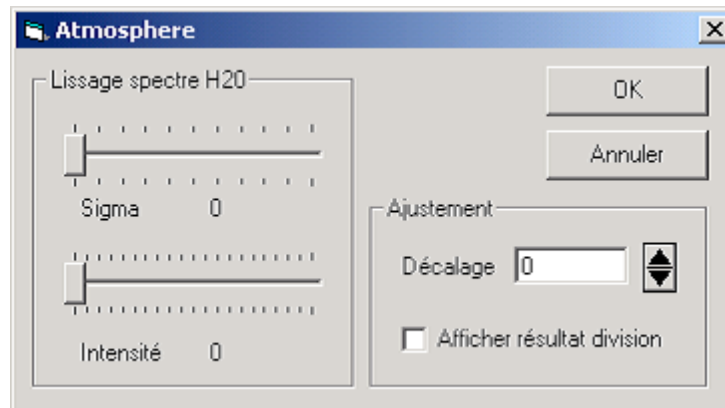 Atmosphere
Lissage spectre H20
Sigma 0
Intensité 0
OK
Annuler
Ajustement
Décalage 0
Afficher résultat division